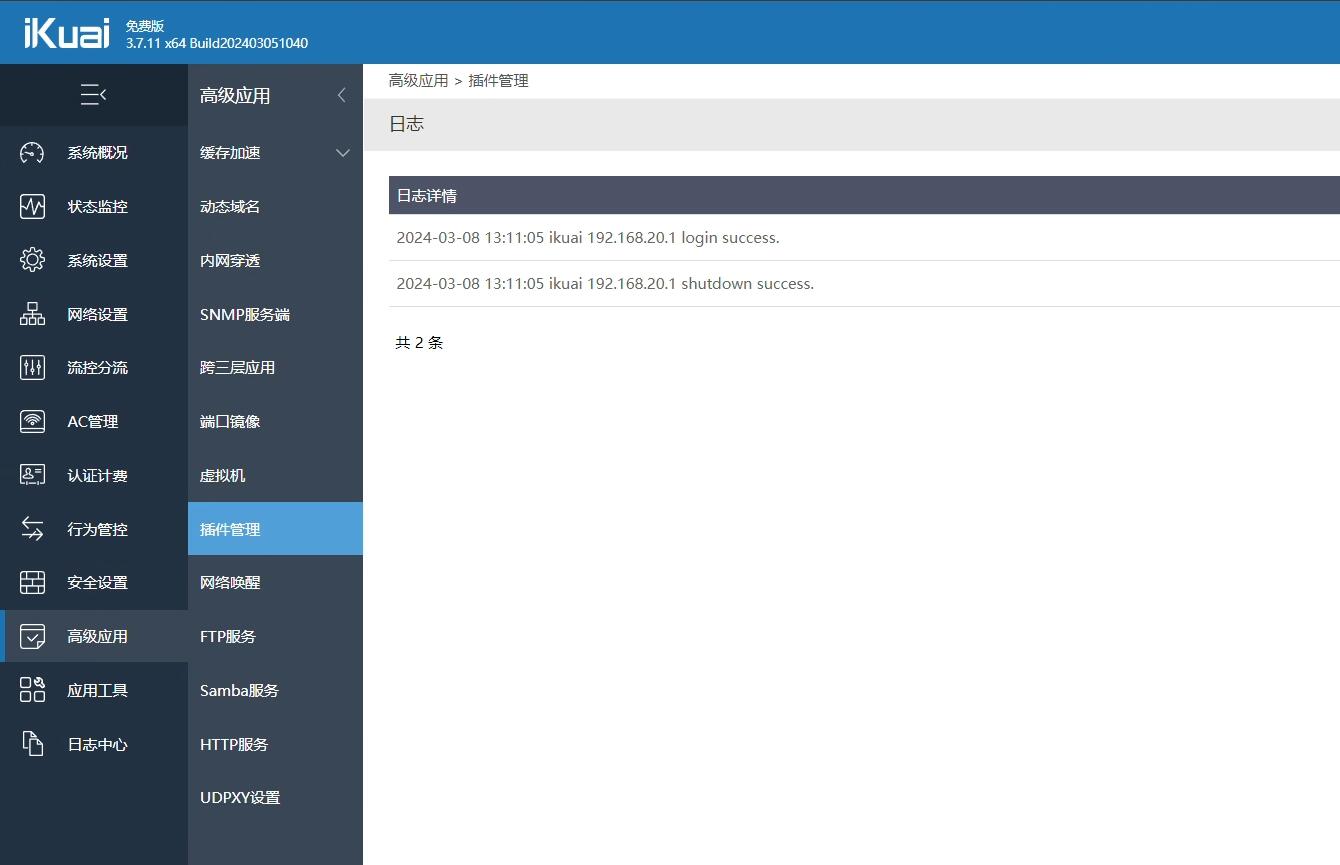 iKuai
免费版
3.7.11 x64 Build202403051040
系统概况
状态监控
系统设置
网络设置
流控分流
AC管理
认证计费
行为管控
安全设置
高级应用
应用工具
日志中心
高级应用
缓存加速
动态域名
内网穿透
SNMP服务端
跨三层应用
端口镜像
虚拟机
插件管理
网络唤醒
FTP服务
Samba服务
HTTP服务
UDPXY设置
高级应用 > 插件管理
日志
日志详情
2024-03-08 13:11:05 ikuai 192.168.20.1 login success.
2024-03-08 13:11:05 ikuai 192.168.20.1 shutdown success.
共 2 条